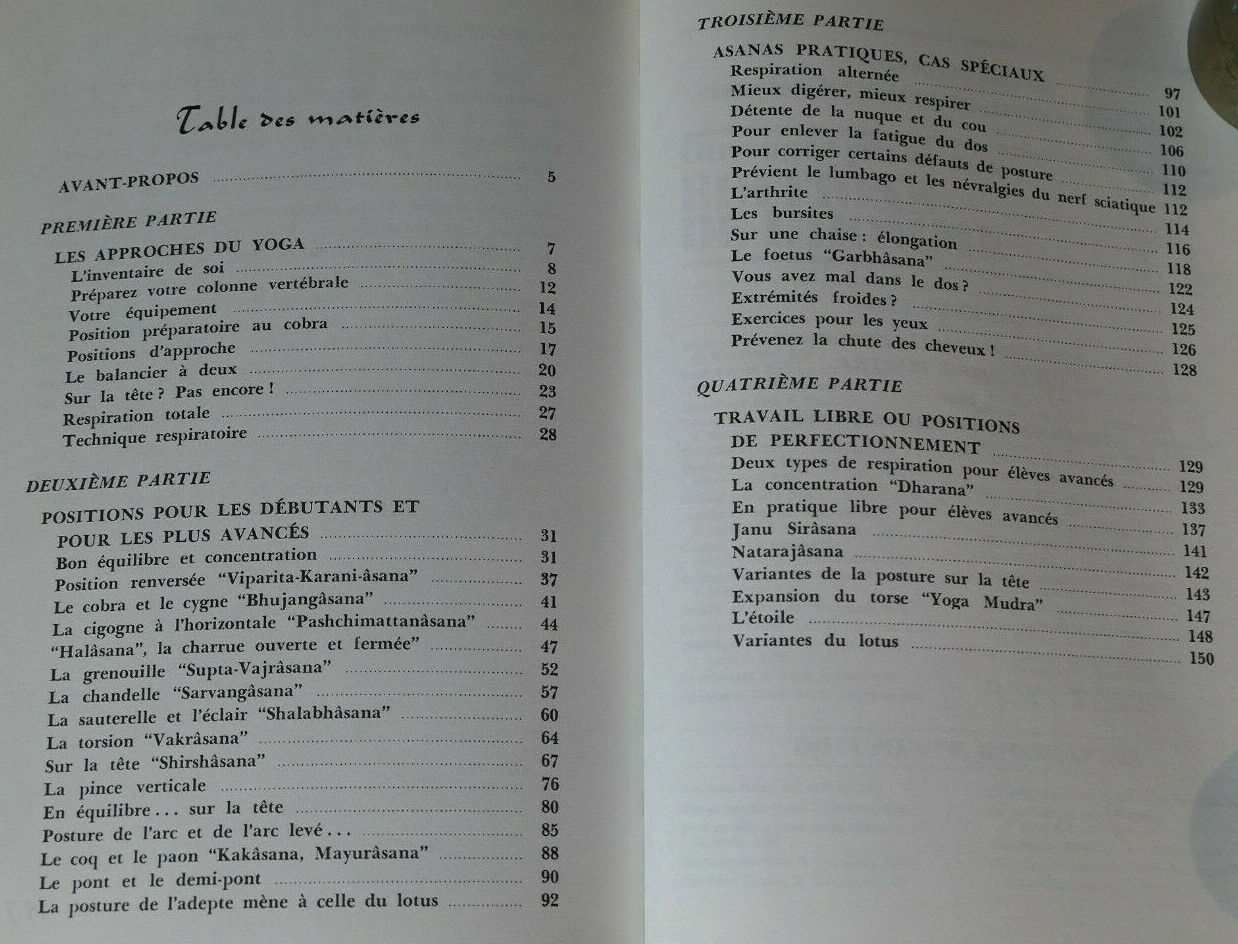 Table des matières
AVANT-PROPOS ........ 5
PREMIÈRE PARTIE
LES APPROCHES DU YOGA ........ 7
L'inventaire de soi ........ 8
Préparez votre colonne vertébrale ........ 12
Votre équipement ........ 14
Position préparatoire au cobra ........ 15
Positions d'approche ........ 17
Le balancier à deux ........ 20
Sur la tête ? Pas encore ! ........ 23
Respiration totale ........ 27
Technique respiratoire ........ 28
DEUXIÈME PARTIE
POSITIONS POUR LES DÉBUTANTS ET
POUR LES PLUS AVANCÉS ........ 31
Bon équilibre et concentration ........ 31
Position renversée "Viparita-Karani-âsana" ........ 37
Le cobra et le cygne "Bhujangâsana" ........ 41
La cigogne à l'horizontale "Pashchimattanâsana" ........ 44
"Halâsana", la charrue ouverte et fermée" ........ 47
La grenouille "Supta-Vajrâsana" ........ 52
La chandelle "Sarvangâsana" ........ 57
La sauterelle et l'éclair "Shalabhâsana" ........ 60
La torsion "Vakrâsana" ........ 64
Sur la tête "Shirshâsana" ........ 67
La pince verticale ........ 76
En équilibre... sur la tête ........ 80
Posture de l'arc et de l'arc levé... ........ 85
Le coq et le paon "Kakâsana, Mayurâsana" ........ 88
Le pont et le demi-pont ........ 90
La posture de l'adepte mène à celle du lotus ........ 92
TROISIÈME PARTIE
ASANAS PRATIQUES, CAS SPÉCIAUX ........ 97
Respiration alternée ........ 101
Mieux digérer, mieux respirer ........ 102
Détente de la nuque et du cou ........ 106
Pour enlever la fatigue du dos ........ 110
Pour corriger certains défauts de posture ........ 112
Prévient le lumbago et les névralgies du nerf sciatique 112
L'arthrite ........ 114
Les bursites ........ 116
Sur une chaise : élongation ........ 118
Le foetus "Garbhâsana" ........ 122
Vous avez mal dans le dos ? ........ 124
Extrémités froides ? ........ 125
Exercices pour les yeux ........ 126
Prévenez la chute des cheveux ! ........ 128
QUATRIÈME PARTIE
TRAVAIL LIBRE OU POSITIONS
DE PERFECTIONNEMENT ........ 129
Deux types de respiration pour élèves avancés ........ 129
La concentration "Dharana" ........ 133
En pratique libre pour élèves avancés ........ 137
Janu Sirâsana ........ 141
Natarajâsana ........ 142
Variantes de la posture sur la tête ........ 143
Expansion du torse "Yoga Mudra" ........ 147
L'étoile ........ 148
Variantes du lotus ........ 150